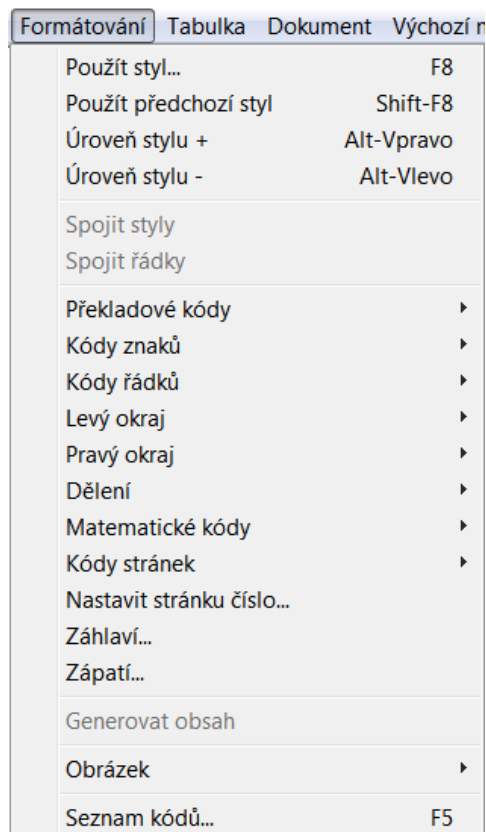 Formátování Tabulka Dokument Výchozí
Použít styl... F8
Použít předchozí styl Shift-F8
Úroveň stylu + Alt-Vpravo
Úroveň stylu - Alt-Vlevo
Spojit styly
Spojit řádky
Překladové kódy
Kódy znaků
Kódy řádků
Levý okraj
Pravý okraj
Dělení
Matematické kódy
Kódy stránek
Nastavit stránku číslo...
Záhlaví...
Zápatí...
Generovat obsah
Obrázek
Seznam kódů... F5